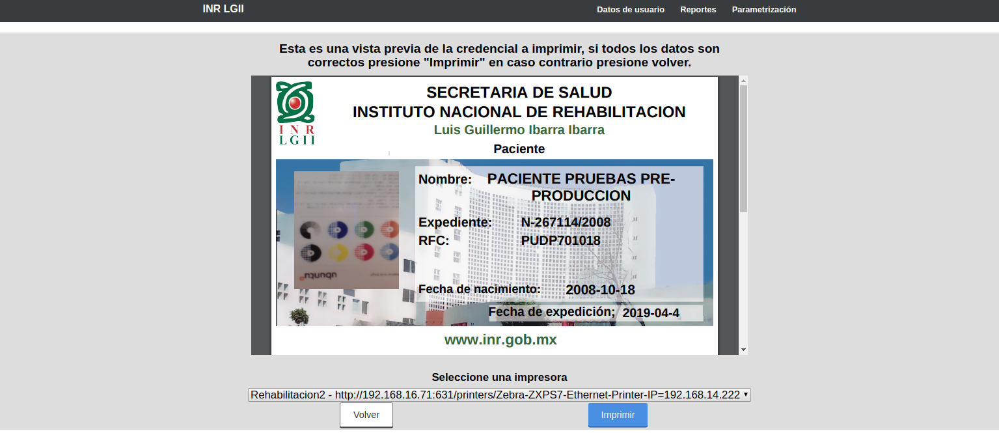 INR LGII
Datos de usuario Reportes Parametrización
Esta es una vista previa de la credencial a imprimir, si todos los datos son
correctos presione "Imprimir" en caso contrario presione volver.
INR
LGII
SECRETARIA DE SALUD
INSTITUTO NACIONAL DE REHABILITACION
Luis Guillermo Ibarra Ibarra
Paciente
ubuntu
Nombre: PACIENTE PRUEBAS PRE-
PRODUCCION
Expediente: N-267114/2008
RFC: PUDP701018
Fecha de nacimiento: 2008-10-18
Fecha de expedición; 2019-04-4
www.inr.gob.mx
Seleccione una impresora
Rehabilitacion2 - http://192.168.16.71:631/printers/Zebra-ZXPS7-Ethernet-Printer-IP=192.168.14.222
Volver
Imprimir